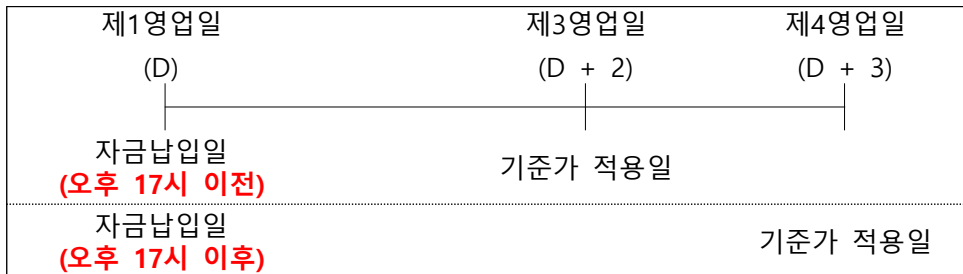 제1영업일 제3영업일 제4영업일
(D) (D + 2) (D + 3)
자금납입일
(오후 17시 이전)
기준가 적용일
자금납입일
(오후 17시 이후)
기준가 적용일